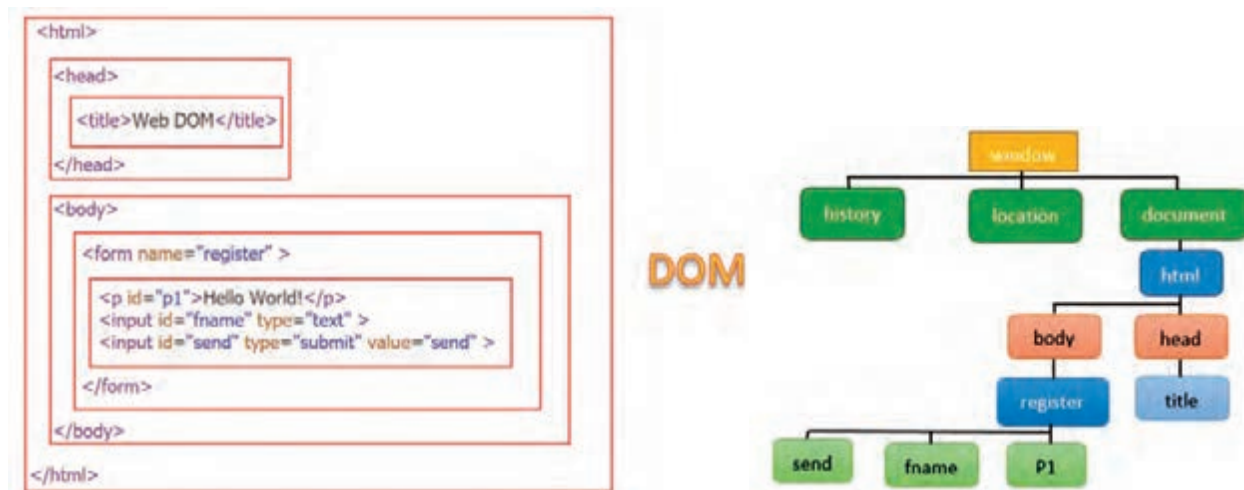 <html>
<head>
<title>Web DOM</title>
</head>
<body>
<form name="register" >
<p id="p1">Hello World!</p>
<input id="fname" type="text" >
<input id="send" type="submit" value="send" >
</form>
</body>
</html>
DOM
window
history location document
html
body head
register title
send fname P1